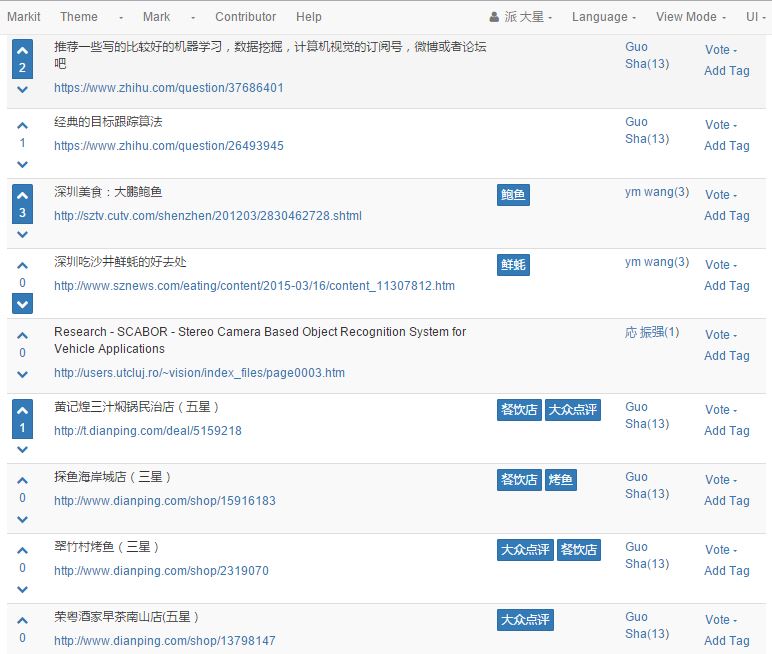 Markit Theme Mark Contributor Help 派 大星 Language View Mode UI
推荐一些写的比较好的机器学习，数据挖掘，计算机视觉的订阅号，微博或者论坛 Guo Vote
2 吧 Sha(13) Add Tag
https://www.zhihu.com/question/37686401
经典的目标跟踪算法 Guo Vote
1 https://www.zhihu.com/question/26493945 Sha(13) Add Tag
深圳美食：大鹏鲍鱼 鲍鱼 ym wang(3) Vote
3 http://sztv.cutv.com/shenzhen/201203/2830462728.shtml Add Tag
深圳吃沙井鲜蚝的好去处 鲜蚝 ym wang(3) Vote
0 http://www.sznews.com/eating/content/2015-03/16/content_11307812.htm Add Tag
Research - SCABOR - Stereo Camera Based Object Recognition System for 振强(1) Vote
0 Vehicle Applications Add Tag
http://users.utcluj.ro/~vision/index_files/page0003.htm
黄记煌三汁焖锅民治店（五星） 餐饮店 大众点评 Guo Vote
1 http://t.dianping.com/deal/5159218 Sha(13) Add Tag
探鱼海岸城店（三星） 餐饮店 烤鱼 Guo Vote
0 http://www.dianping.com/shop/15916183 Sha(13) Add Tag
翠竹村烤鱼（三星） 大众点评 餐饮店 Guo Vote
0 http://www.dianping.com/shop/2319070 Sha(13) Add Tag
荣粤酒家早茶南山店(五星） 大众点评 Guo Vote
0 http://www.dianping.com/shop/13798147 Sha(13) Add Tag